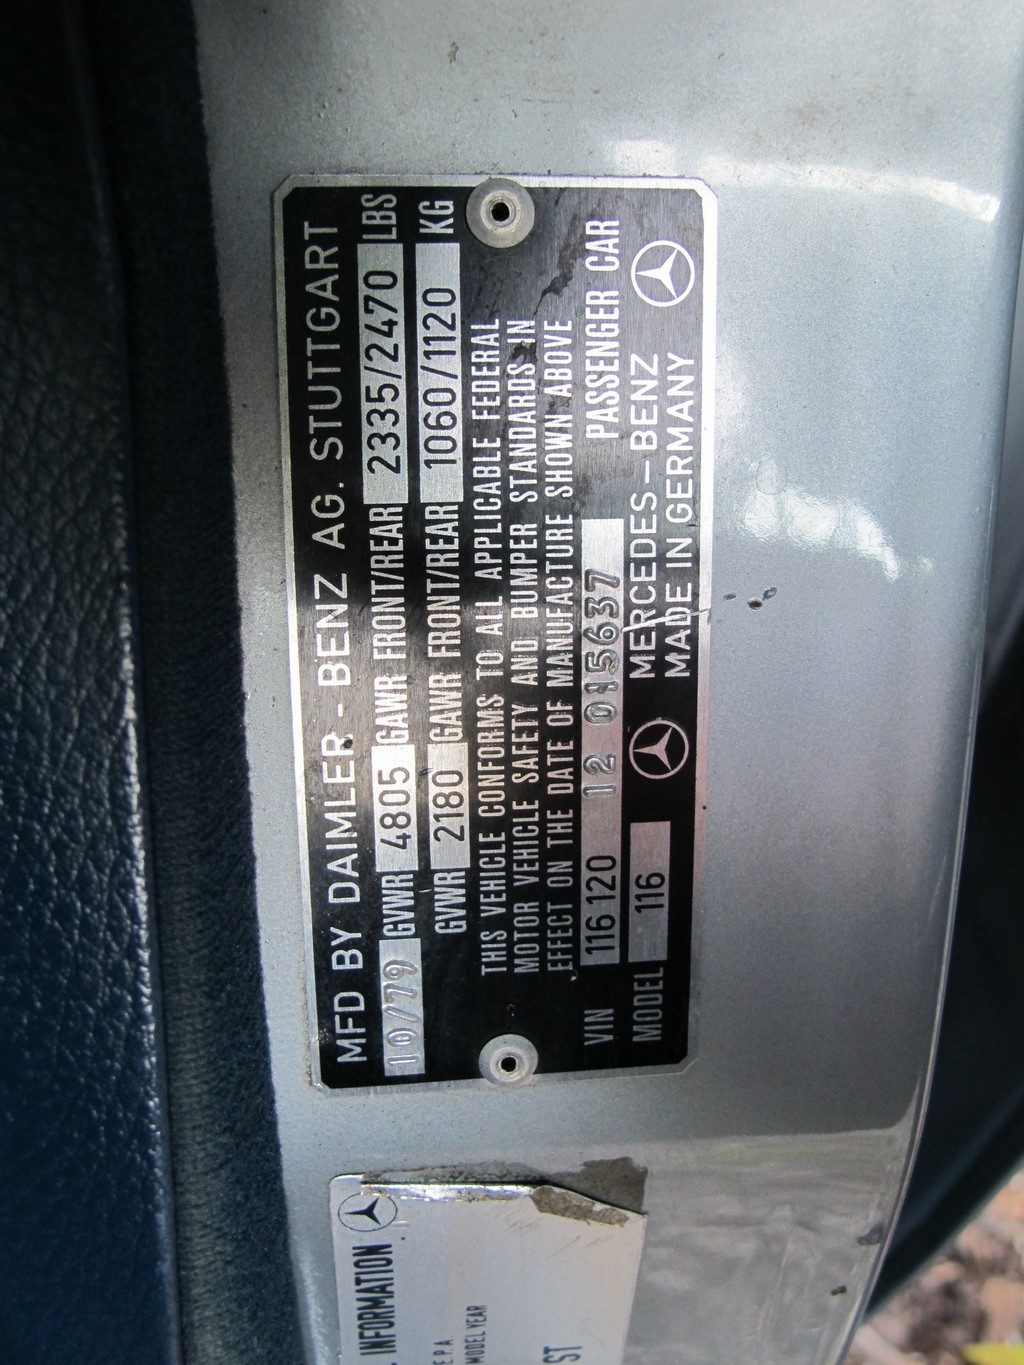 MFD BY DAIMLER-BENZ AG. STUTTGART
10/79 GVWR 4805 GAWR FRONT/REAR 2335/2470 LBS
GVWR 2180 GAWR FRONT/REAR 1060/1120 KG
THIS VEHICLE CONFORMS TO ALL APPLICABLE FEDERAL
MOTOR VEHICLE SAFETY AND BUMPER STANDARDS IN
EFFECT ON THE DATE OF MANUFACTURE SHOWN ABOVE
VIN 116 120 12 015637 PASSENGER CAR
MODEL 116 MERCEDES-BENZ
MADE IN GERMANY
INFORMATION
E.P.A.
MODEL YEAR
ST